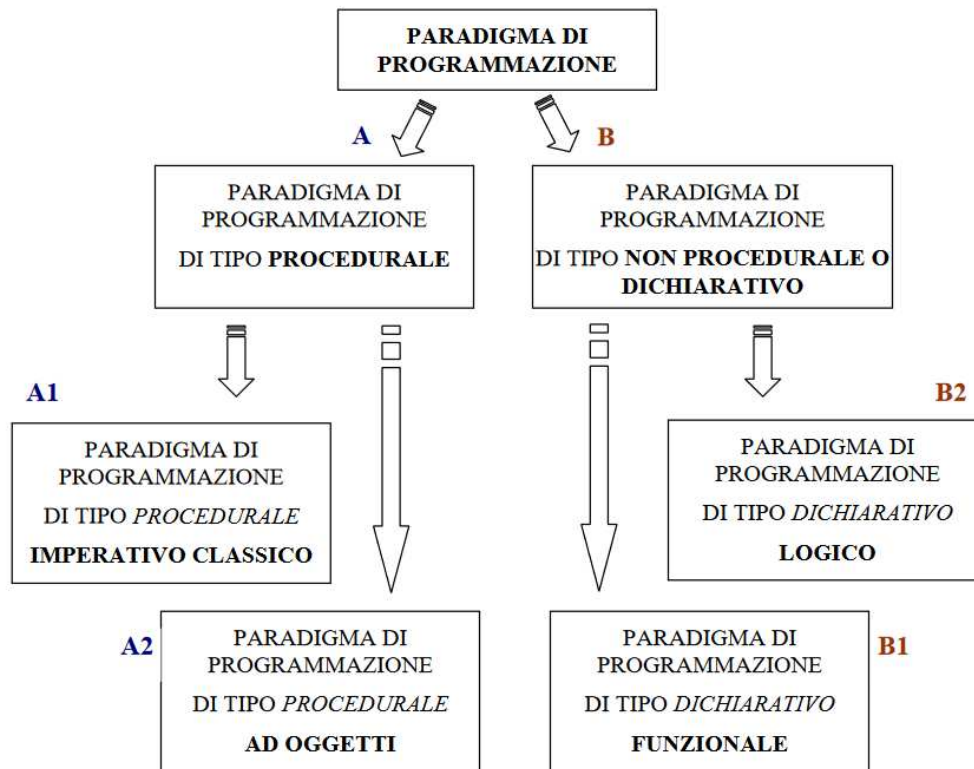 PARADIGMA DI
PROGRAMMAZIONE
A
B
PARADIGMA DI
PROGRAMMAZIONE
DI TIPO PROCEDURALE
PARADIGMA DI
PROGRAMMAZIONE
DI TIPO NON PROCEDURALE O
DICHIARATIVO
A1
PARADIGMA DI
PROGRAMMAZIONE
DI TIPO PROCEDURALE
IMPERATIVO CLASSICO
B2
PARADIGMA DI
PROGRAMMAZIONE
DI TIPO DICHIARATIVO
LOGICO
A2
PARADIGMA DI
PROGRAMMAZIONE
DI TIPO PROCEDURALE
AD OGGETTI
B1
PARADIGMA DI
PROGRAMMAZIONE
DI TIPO DICHIARATIVO
FUNZIONALE